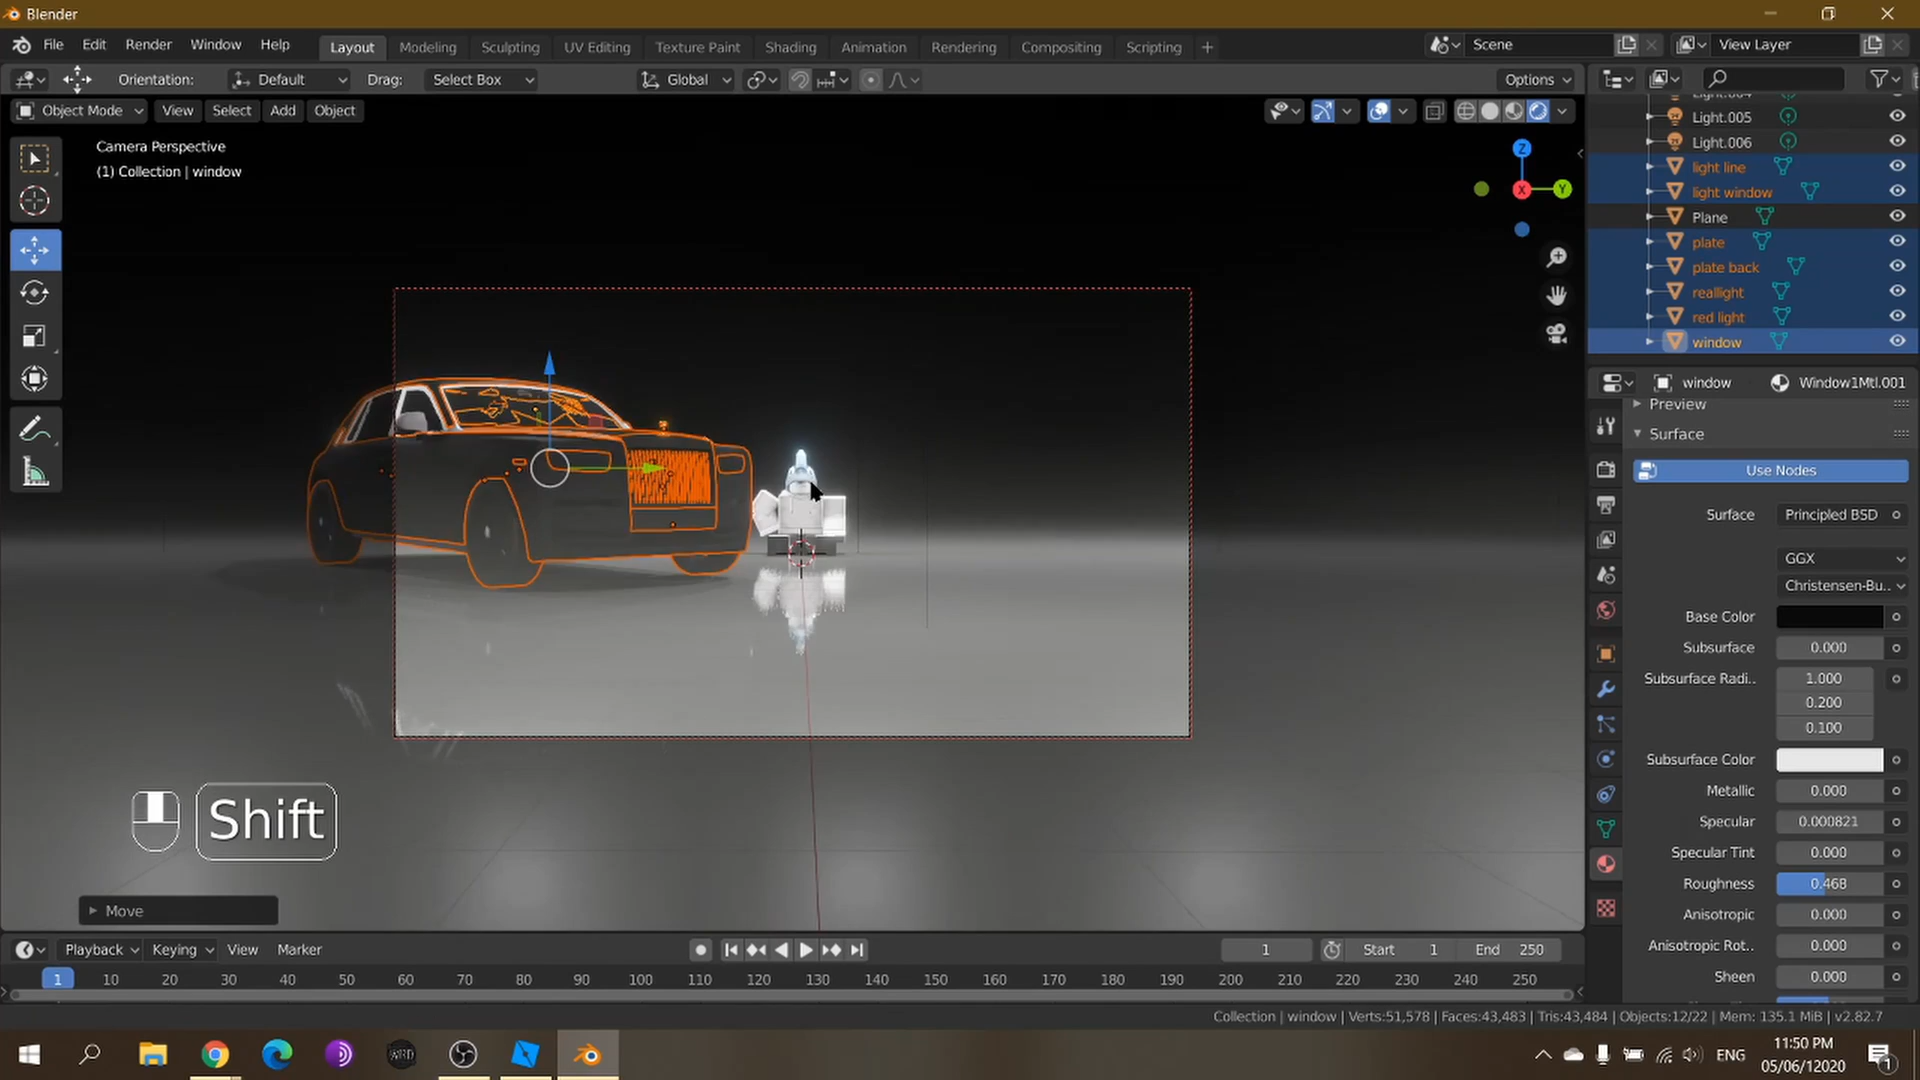 Blender
File Edit Render Window Help Layout Modeling Sculpting UV Editing Texture Paint Shading Animation Rendering Compositing Scripting + Scene View Layer
Orientation: Default Drag: Select Box Global Options
Object Mode View Select Add Object
Camera Perspective
(1) Collection | window
Z
X
Y
Light.005
Light.006
light line
light window
Plane
plate
plate back
reallight
red light
window
window Window1Mtl.001
Preview
Surface
Use Nodes
Surface Principled BSD
GGX
Christensen-Bu..
Base Color
Subsurface 0.000
Subsurface Radi.. 1.000
0.200
0.100
Subsurface Color
Metallic 0.000
Specular 0.000821
Specular Tint 0.000
Roughness 0.468
Anisotropic 0.000
Anisotropic Rot.. 0.000
Sheen 0.000
Shift
Move
Playback Keying View Marker 1 Start 1 End 250
1 10 20 30 40 50 60 70 80 90 100 110 120 130 140 150 160 170 180 190 200 210 220 230 240 250
Collection | window | Verts:51,578 | Faces:43,483 | Tris:43,484 | Objects:12/22 | Mem: 135.1 MiB | v2.82.7
ENG
11:50 PM
05/06/2020
1